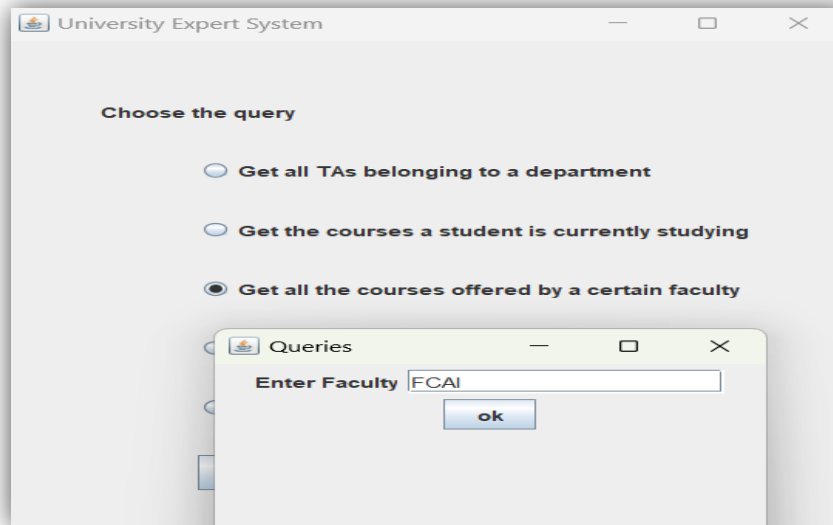 University Expert System
Choose the query
Get all TAs belonging to a department
Get the courses a student is currently studying
Get all the courses offered by a certain faculty
Queries
Enter Faculty FCAI
ok